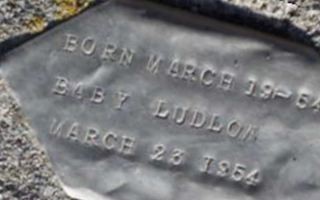 BORN MARCH 19-54
BABY LUDLOW
MARCH 23 1954